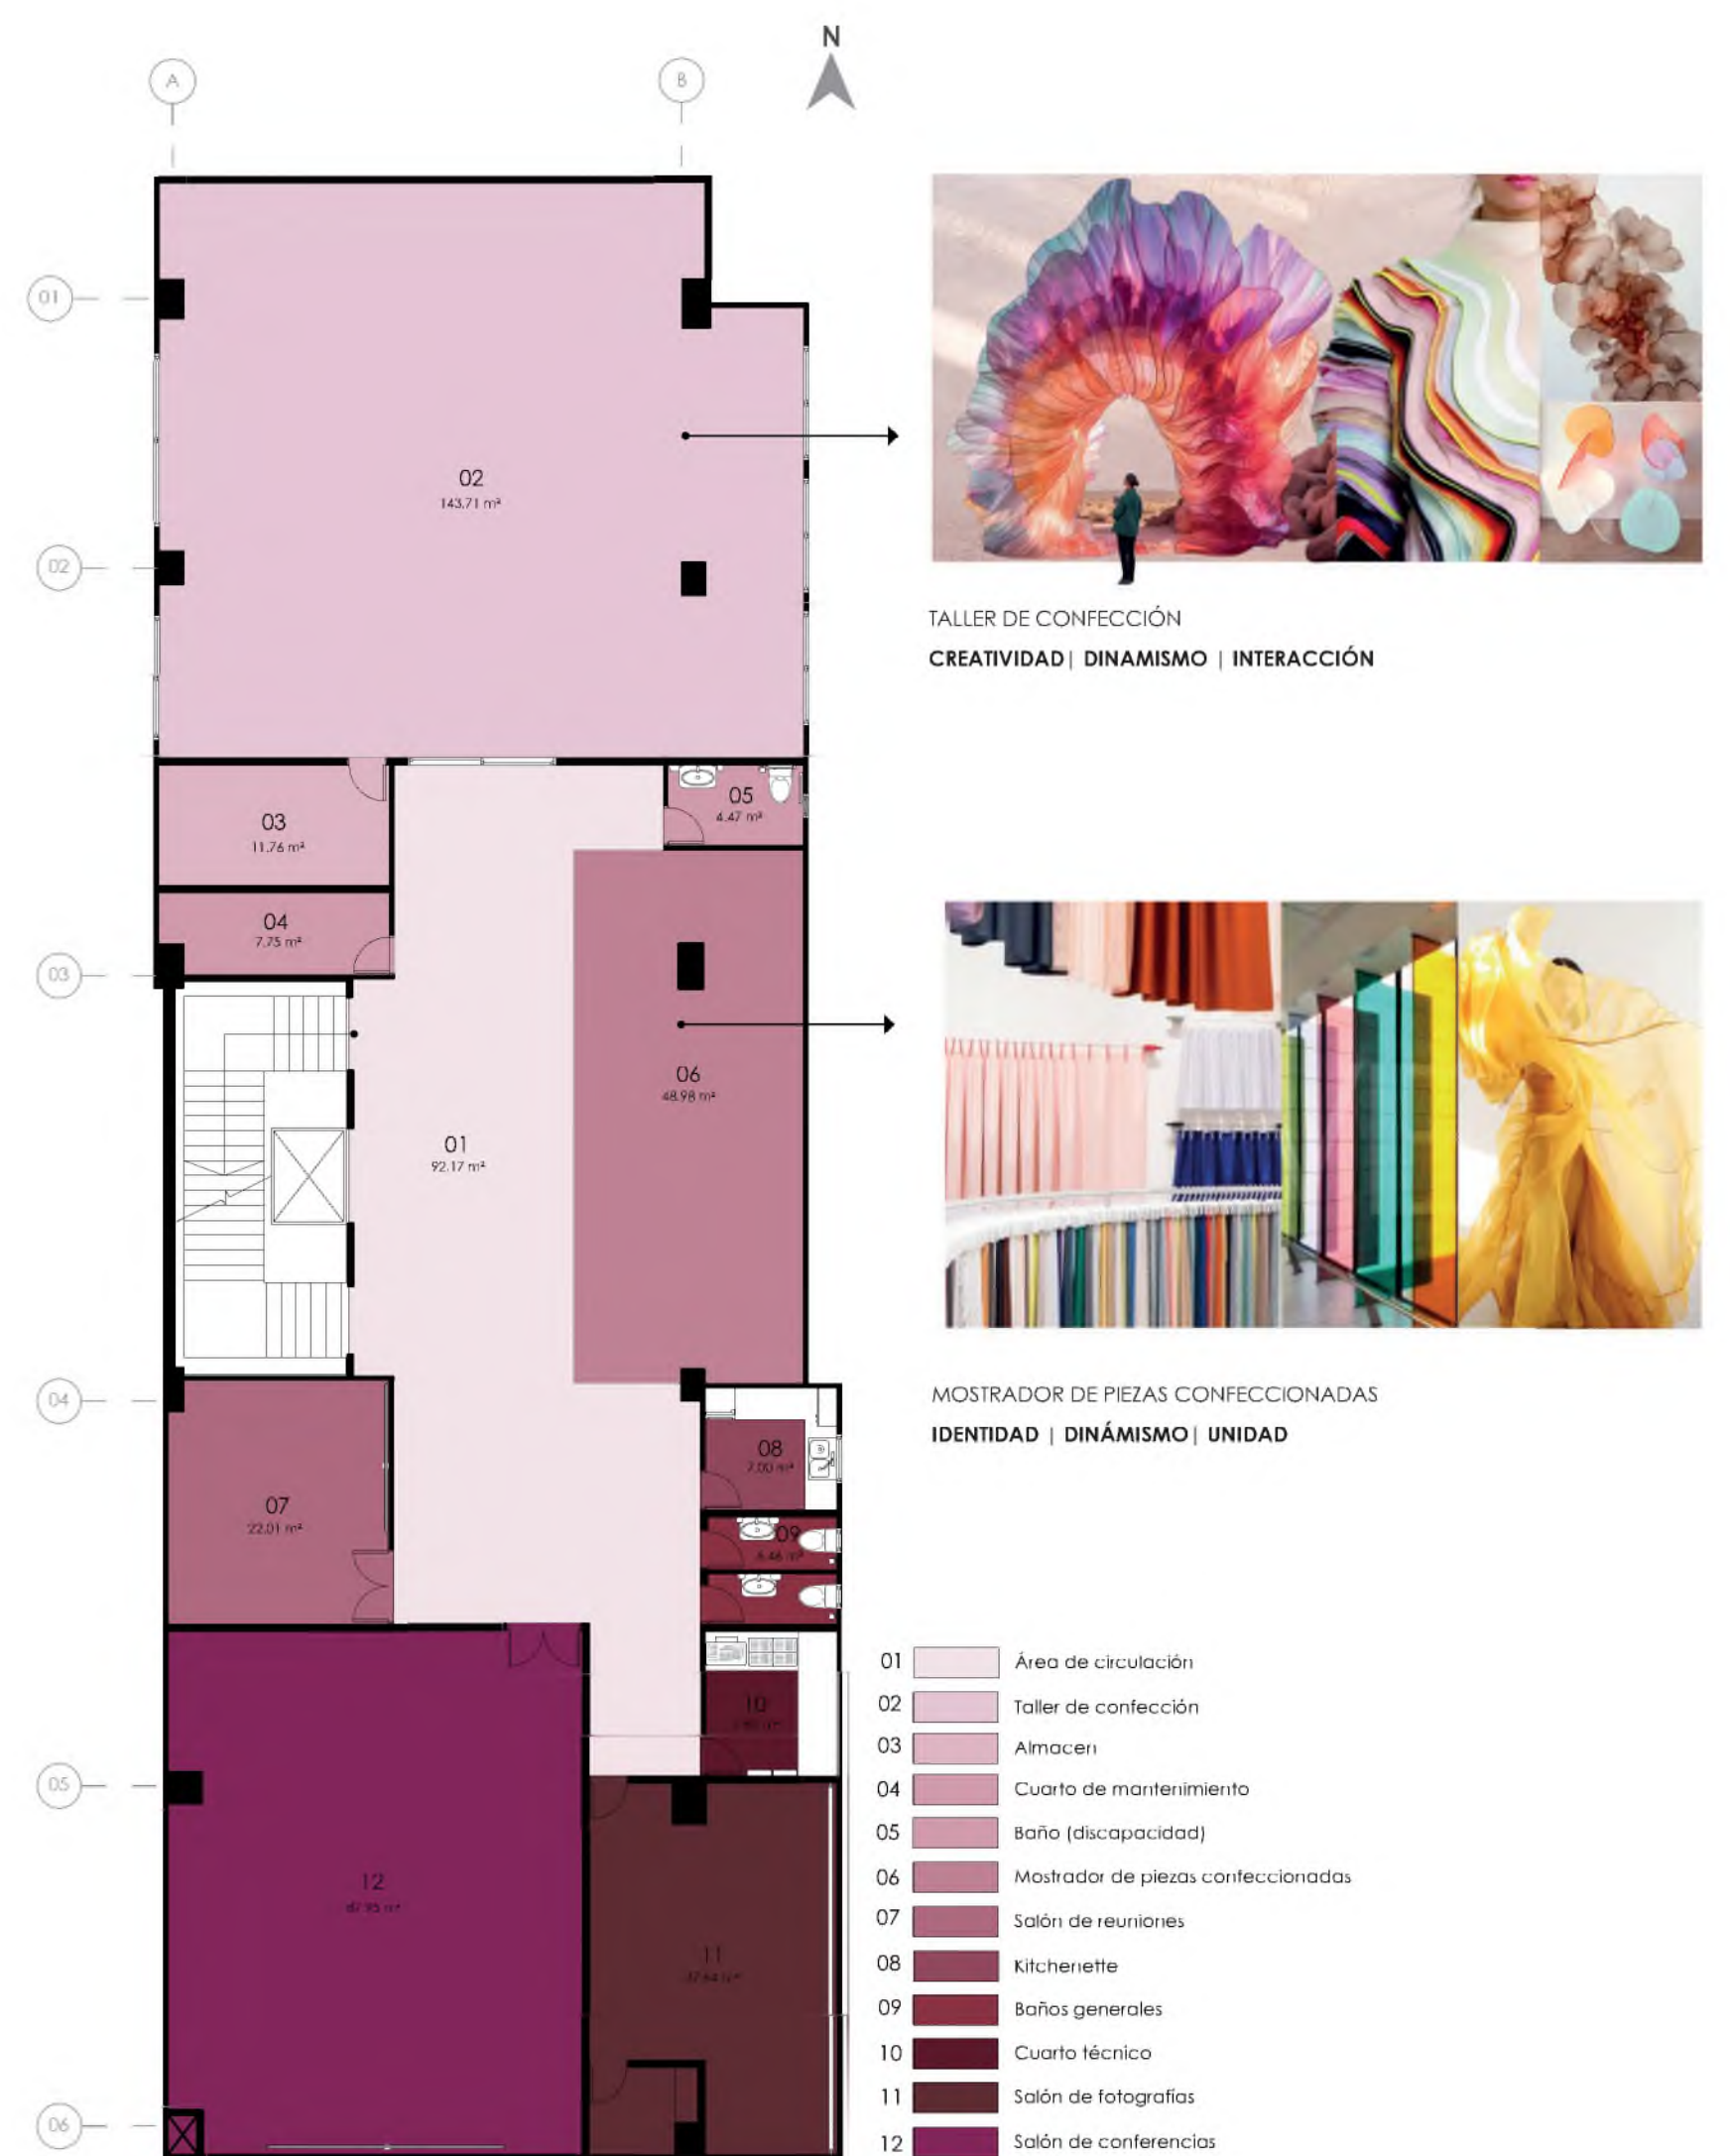 N
A
B
01
02
143.71 m²
02
TALLER DE CONFECCIÓN
CREATIVIDAD| DINAMISMO | INTERACCIÓN
03
11.76 m²
05
4.47 m²
04
7.75 m²
03
06
48.98 m²
01
92.17 m²
04
MOSTRADOR DE PIEZAS CONFECCIONADAS
IDENTIDAD | DINÁMISMO| UNIDAD
08
7.00 m²
07
22.01 m²
09
10
05
12
11
06
01 Área de circulación
02 Taller de confección
03 Almacen
04 Cuarto de mantenimiento
05 Baño (discapacidad)
06 Mostrador de piezas confeccionadas
07 Salón de reuniones
08 Kitchenette
09 Baños generales
10 Cuarto técnico
11 Salón de fotografías
12 Salón de conferencias